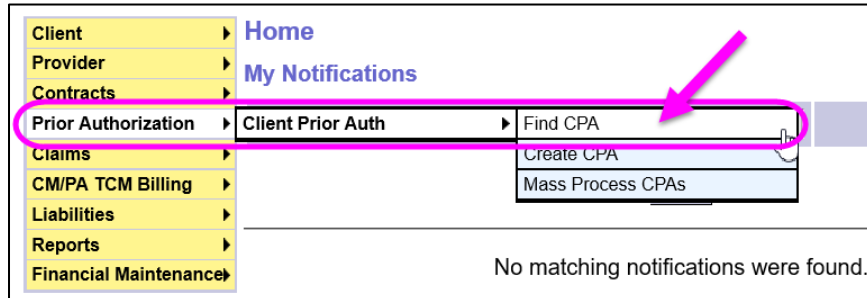 Client
Home
Provider
My Notifications
Contracts
Prior Authorization
Client Prior Auth
Find CPA
Claims
Create CPA
CM/PA TCM Billing
Mass Process CPAs
Liabilities
Reports
Financial Maintenance
No matching notifications were found.